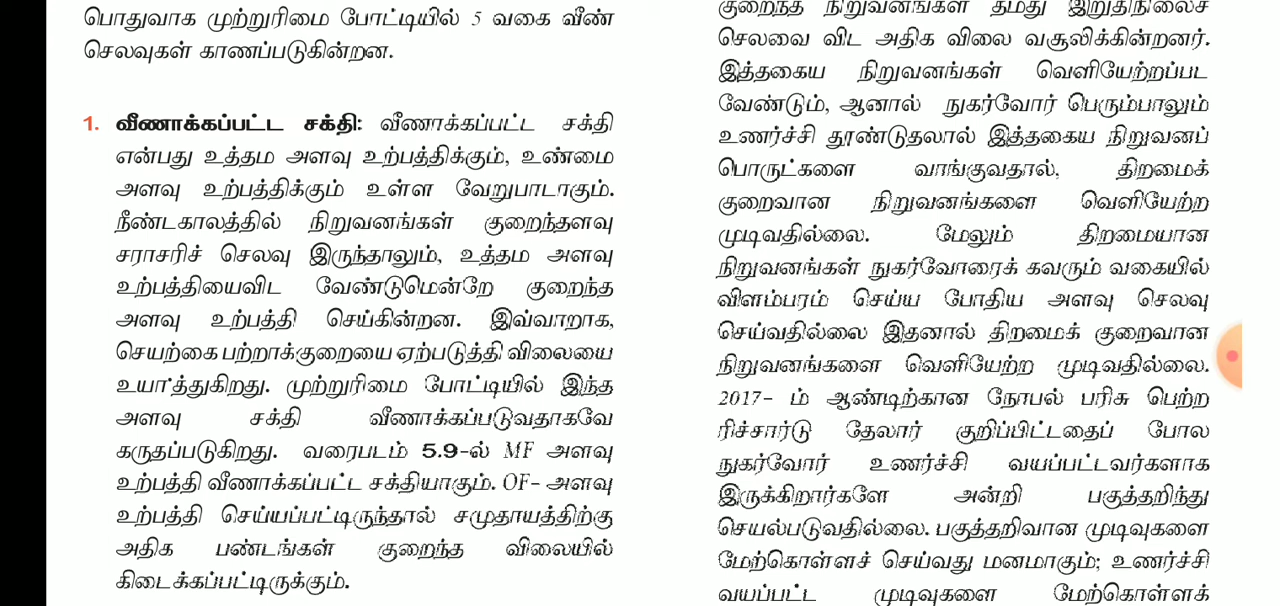 பொதுவாக முற்றுரிமை போட்டியில் 5 வகை வீண்
செலவுகள் காணப்படுகின்றன.
1. வீணாக்கப்பட்ட சக்தி: வீணாக்கப்பட்ட சக்தி
என்பது உத்தம அளவு உற்பத்திக்கும், உண்மை
அளவு உற்பத்திக்கும் உள்ள வேறுபாடாகும்.
நீண்டகாலத்தில் நிறுவனங்கள் குறைந்தளவு
சராசரிச் செலவு இருந்தாலும், உத்தம அளவு
உற்பத்தியைவிட வேண்டுமென்றே குறைந்த
அளவு உற்பத்தி செய்கின்றன. இவ்வாறாக,
செயற்கை பற்றாக்குறையை ஏற்படுத்தி விலையை
உயர்த்துகிறது. முற்றுரிமை போட்டியில் இந்த
அளவு சக்தி வீணாக்கப்படுவதாகவே
கருதப்படுகிறது. வரைபடம் 5.9-ல் MF அளவு
உற்பத்தி வீணாக்கப்பட்ட சக்தியாகும். OF- அளவு
உற்பத்தி செய்யப்பட்டிருந்தால் சமுதாயத்திற்கு
அதிக பண்டங்கள் குறைந்த விலையில்
கிடைக்கப்பட்டிருக்கும்.
குறைந்த நிறுவனங்கள் தமது இறுதிநிலைச்
செலவை விட அதிக விலை வசூலிக்கின்றனர்.
இத்தகைய நிறுவனங்கள் வெளியேற்றப்பட
வேண்டும், ஆனால் நுகர்வோர் பெரும்பாலும்
உணர்ச்சி தூண்டுதலால் இத்தகைய நிறுவனப்
பொருட்களை வாங்குவதால், திறமைக்
குறைவான நிறுவனங்களை வெளியேற்ற
முடிவதில்லை. மேலும் திறமையான
நிறுவனங்கள் நுகர்வோரைக் கவரும் வகையில்
விளம்பரம் செய்ய போதிய அளவு செலவு
செய்வதில்லை இதனால் திறமைக் குறைவான
நிறுவனங்களை வெளியேற்ற முடிவதில்லை.
2017- ம் ஆண்டிற்கான நோபல் பரிசு பெற்ற
ரிச்சார்டு தேலார் குறிப்பிட்டதைப் போல
நுகர்வோர் உணர்ச்சி வயப்பட்டவர்களாக
இருக்கிறார்களே அன்றி பகுத்தறிந்து
செயல்படுவதில்லை. பகுத்தறிவான முடிவுகளை
மேற்கொள்ளச் செய்வது மனமாகும்; உணர்ச்சி
வயப்பட்ட முடிவுகளை மேற்கொள்ளக்